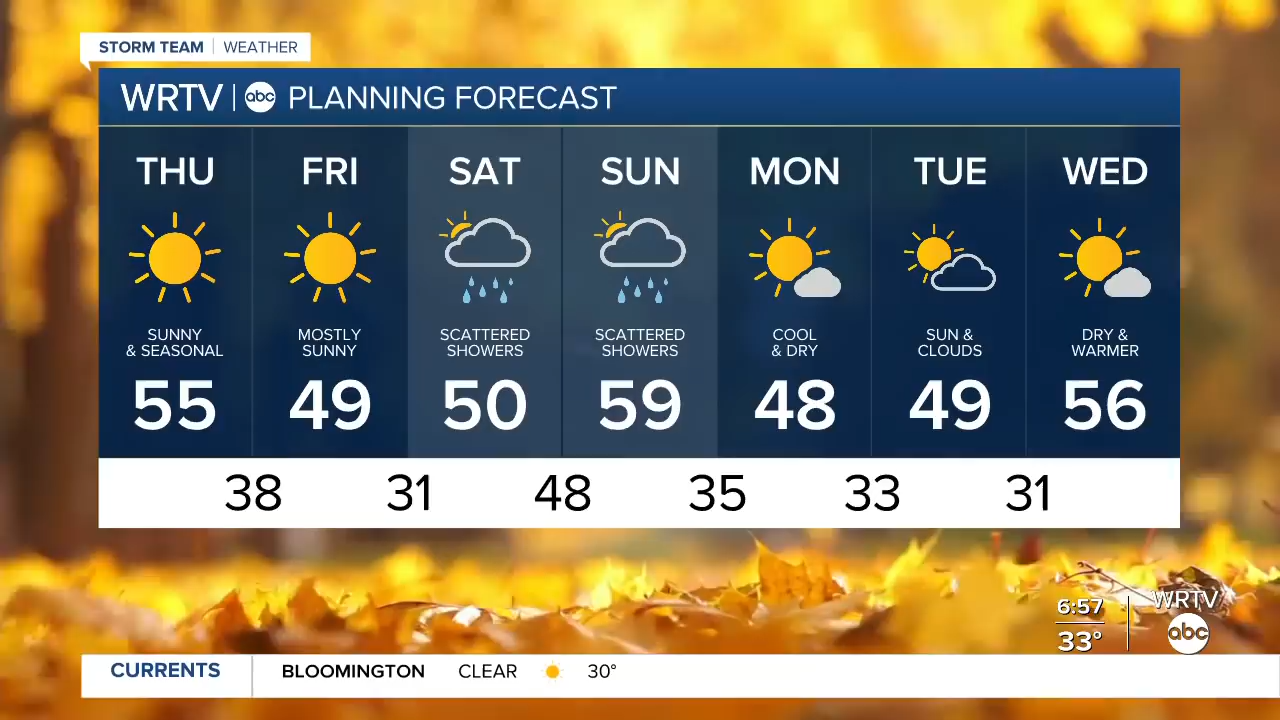 STORM TEAM | WEATHER
WRTV | abc PLANNING FORECAST
THU FRI SAT SUN MON TUE WED
SUNNY MOSTLY SCATTERED SCATTERED COOL SUN & DRY &
& SEASONAL SUNNY SHOWERS SHOWERS & DRY CLOUDS WARMER
55 49 50 59 48 49 56
38 31 48 35 33 31
6:57 WRTV
33° abc
CURRENTS BLOOMINGTON CLEAR 30°